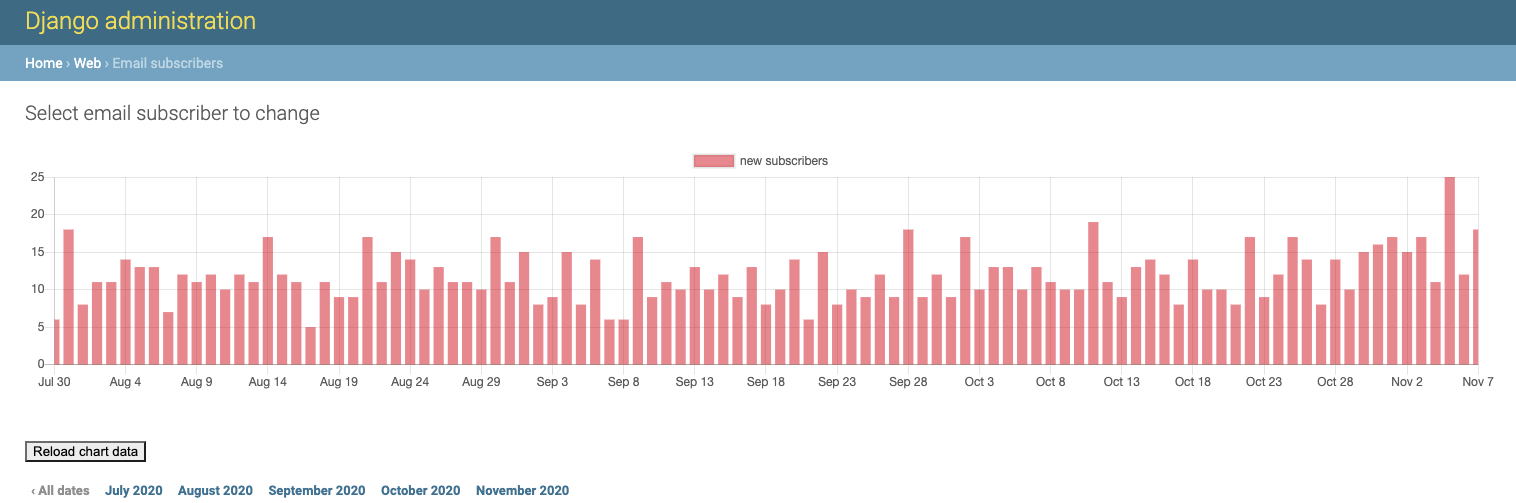 Django administration
Home › Web › Email subscribers
Select email subscriber to change
new subscribers
25
20
15
10
5
0
Jul 30 Aug 4 Aug 9 Aug 14 Aug 19 Aug 24 Aug 29 Sep 3 Sep 8 Sep 13 Sep 18 Sep 23 Sep 28 Oct 3 Oct 8 Oct 13 Oct 18 Oct 23 Oct 28 Nov 2 Nov 7
Reload chart data
‹ All dates July 2020 August 2020 September 2020 October 2020 November 2020